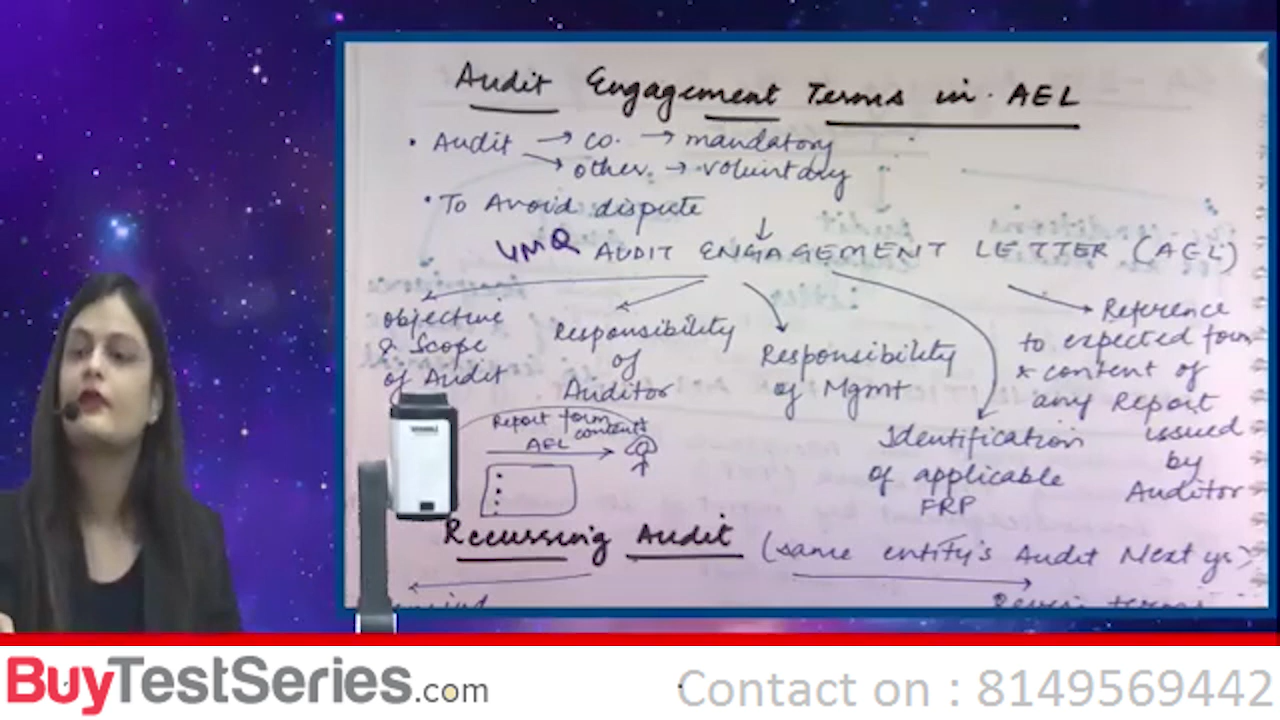 Audit Engagement Terms in AEL
• Audit → co. → mandatory
→ other. → voluntary
• To Avoid dispute
↓
VMQ AUDIT ENGAGEMENT LETTER (AEL)
Objective
& Scope
of Audit
Responsibility
of
Auditor
Responsibility
of Mgmt
Identification
of applicable
FRP
Reference
to expected form
& content of
any Report
issued
by
Auditor
Report form
content
AEL
Recurring Audit (same entity's Audit Next yr)
terms
BuyTestSeries.com
Contact on : 8149569442